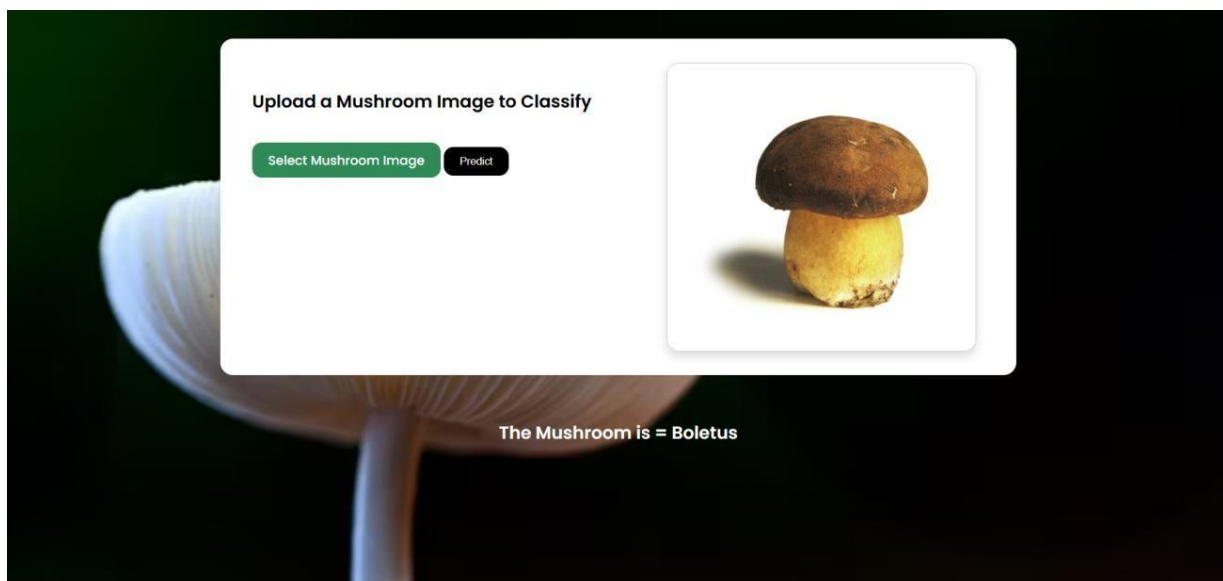 Upload a Mushroom Image to Classify
Select Mushroom Image Predict
The Mushroom is = Boletus